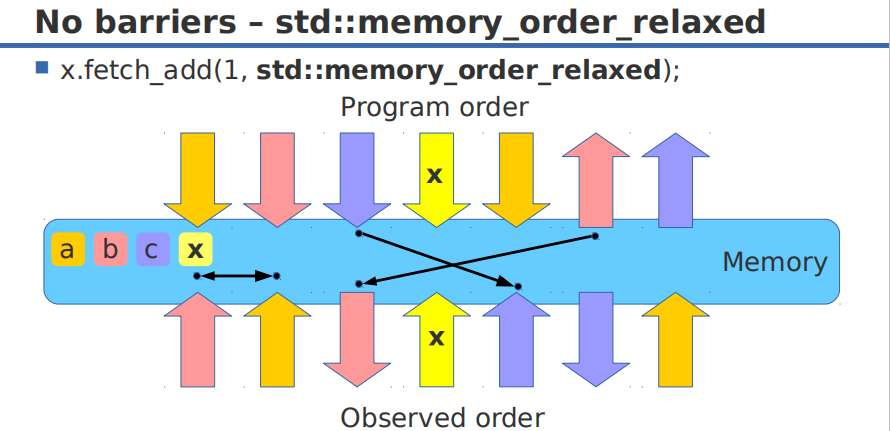 No barriers – std::memory_order_relaxed
x.fetch_add(1, std::memory_order_relaxed);
Program order
x
a b c x
Memory
x
Observed order